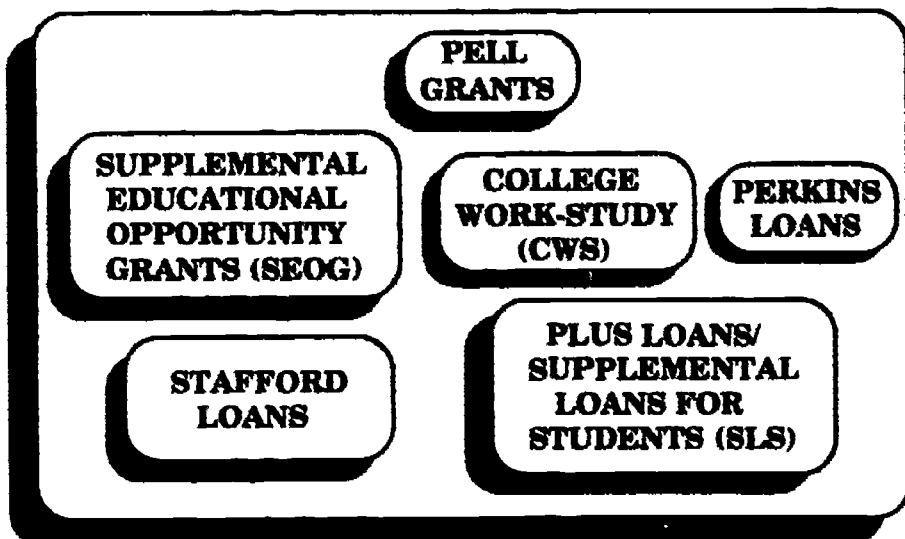 PELL
GRANTS
SUPPLEMENTAL
EDUCATIONAL
OPPORTUNITY
GRANTS (SEOG)
COLLEGE
WORK-STUDY
(CWS)
PERKINS
LOANS
STAFFORD
LOANS
PLUS LOANS/
SUPPLEMENTAL
LOANS FOR
STUDENTS (SLS)